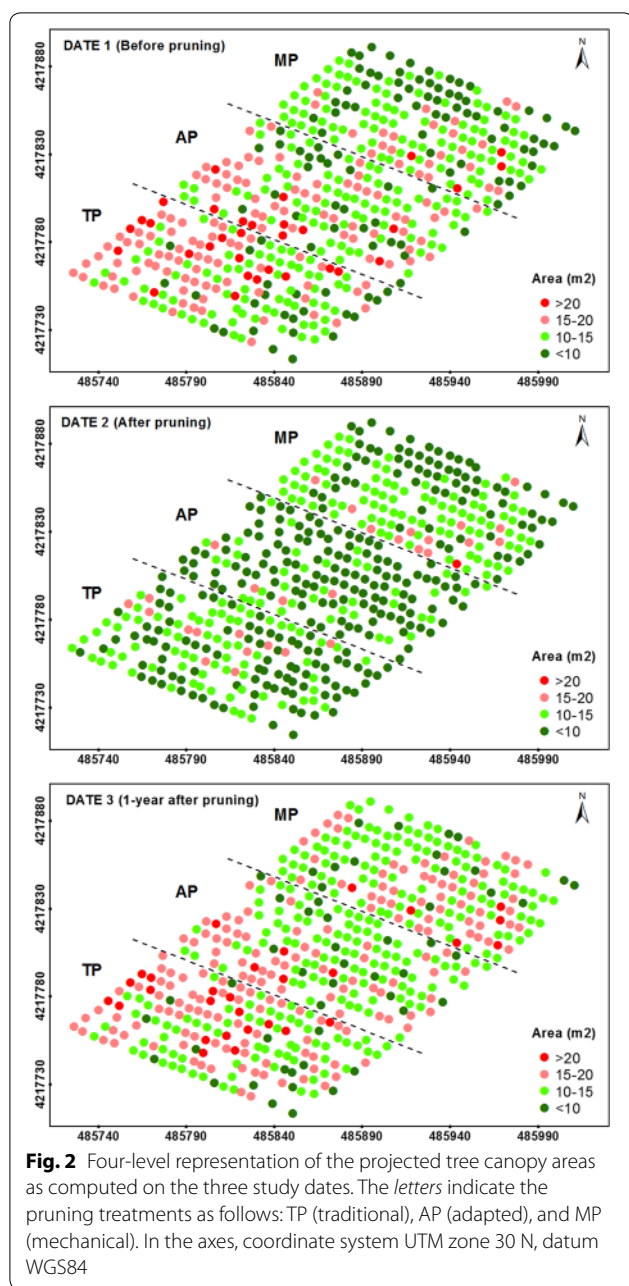 DATE 1 (Before pruning)
MP
N
AP
TP
4217880
4217830
4217780
4217730
Area (m2)
>20
15-20
10-15
<10
485740 485790 485840 485890 485940 485990
DATE 2 (After pruning)
MP
N
AP
TP
4217880
4217830
4217780
4217730
Area (m2)
>20
15-20
10-15
<10
485740 485790 485840 485890 485940 485990
DATE 3 (1-year after pruning)
MP
N
AP
TP
4217880
4217830
4217780
4217730
Area (m2)
>20
15-20
10-15
<10
485740 485790 485840 485890 485940 485990
Fig. 2 Four-level representation of the projected tree canopy areas
as computed on the three study dates. The letters indicate the
pruning treatments as follows: TP (traditional), AP (adapted), and MP
(mechanical). In the axes, coordinate system UTM zone 30 N, datum
WGS84